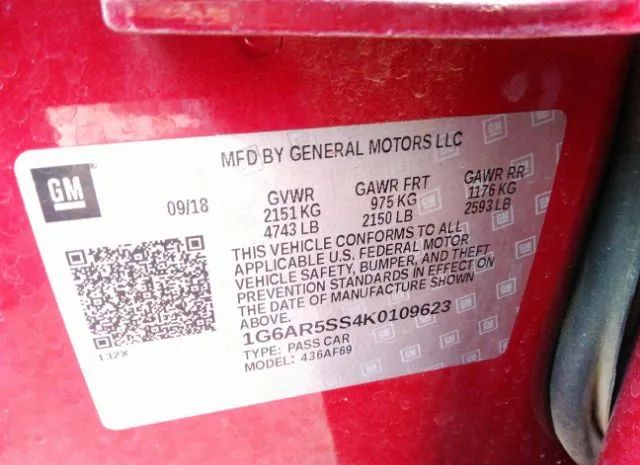 MFD BY GENERAL MOTORS LLC
GM
09/18
GVWR
2151 KG
4743 LB
GAWR FRT
975 KG
2150 LB
GAWR RR
1176 KG
2593 LB
THIS VEHICLE CONFORMS TO ALL
APPLICABLE U.S. FEDERAL MOTOR
VEHICLE SAFETY, BUMPER, AND THEFT
PREVENTION STANDARDS IN EFFECT ON
THE DATE OF MANUFACTURE SHOWN
ABOVE.
1G6AR5SS4K0109623
TYPE: PASS CAR
MODEL: 436AF69
132X